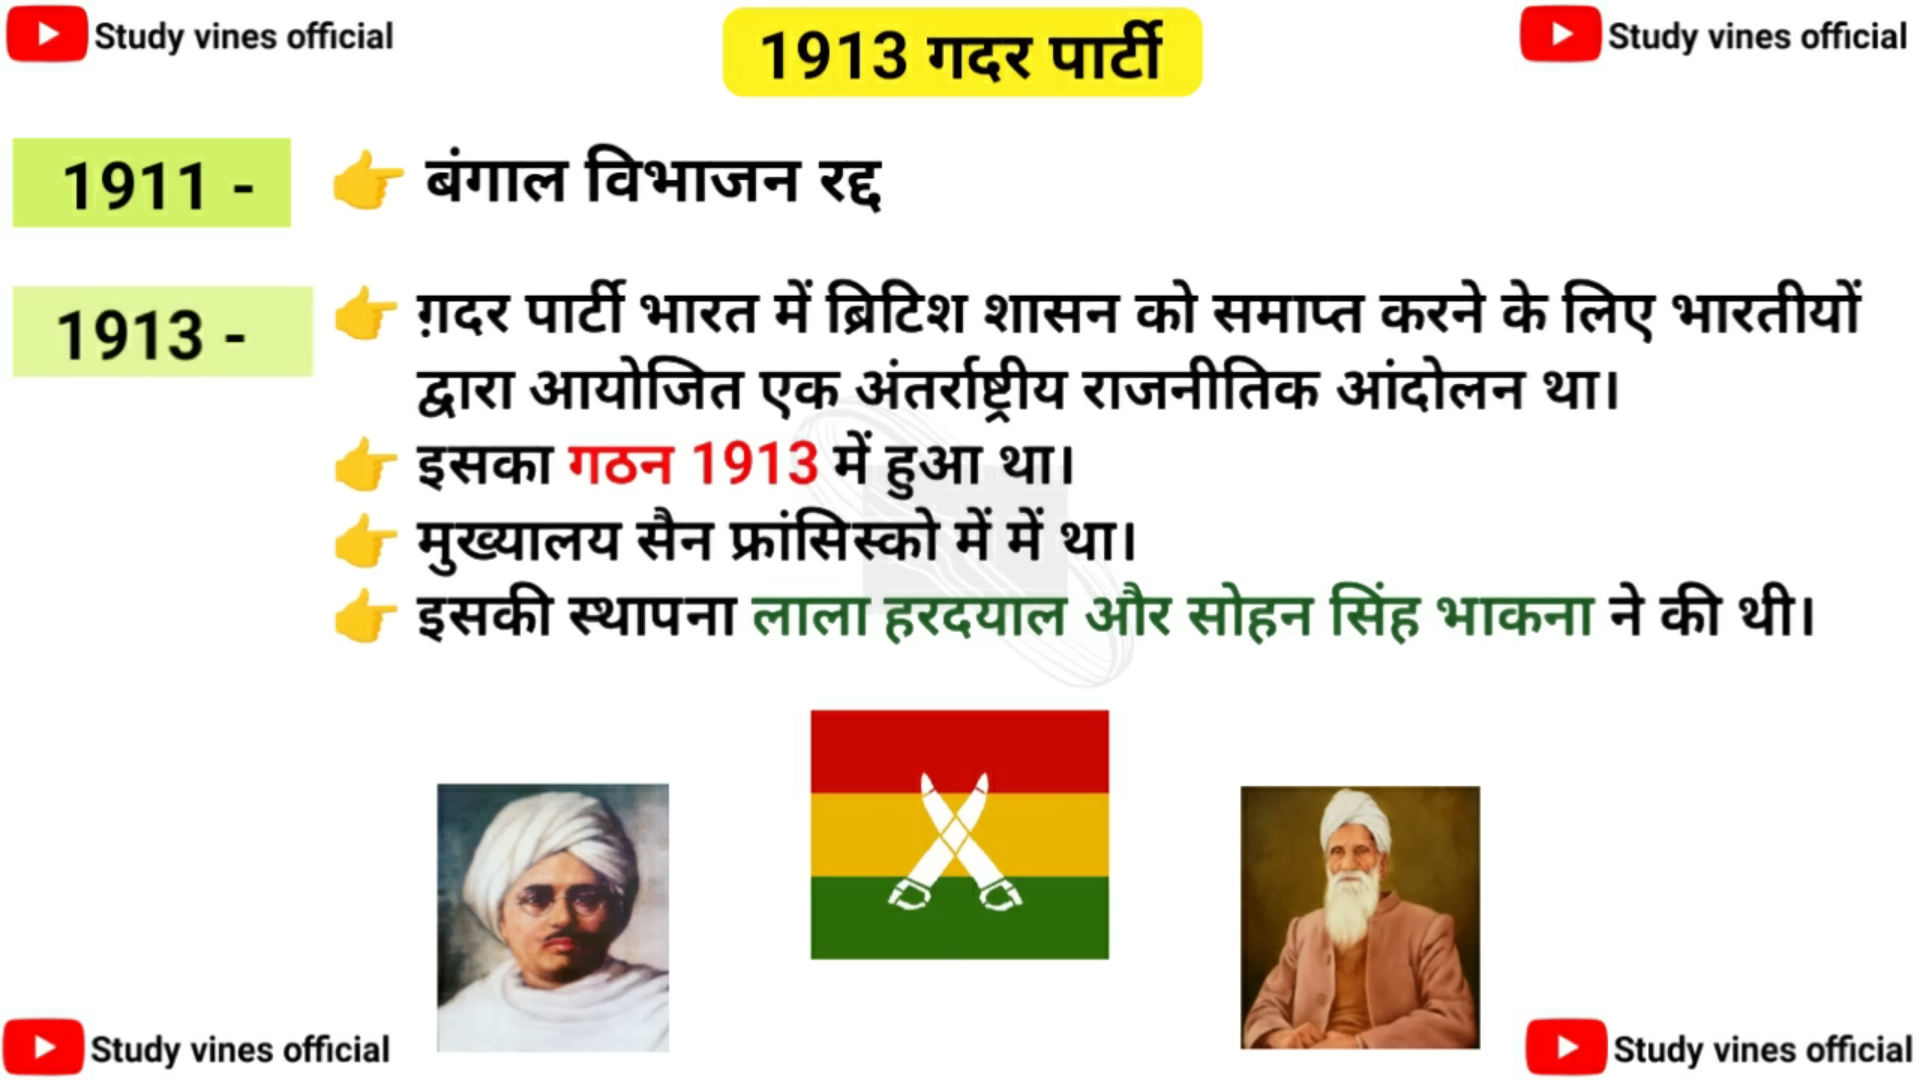 Study vines official
1913 गदर पार्टी
Study vines official
1911 - 👉 बंगाल विभाजन रद्द
1913 - 👉 ग़दर पार्टी भारत में ब्रिटिश शासन को समाप्त करने के लिए भारतीयों
द्वारा आयोजित एक अंतर्राष्ट्रीय राजनीतिक आंदोलन था।
👉 इसका गठन 1913 में हुआ था।
👉 मुख्यालय सैन फ्रांसिस्को में में था।
👉 इसकी स्थापना लाला हरदयाल और सोहन सिंह भाकना ने की थी।
Study vines official
Study vines official